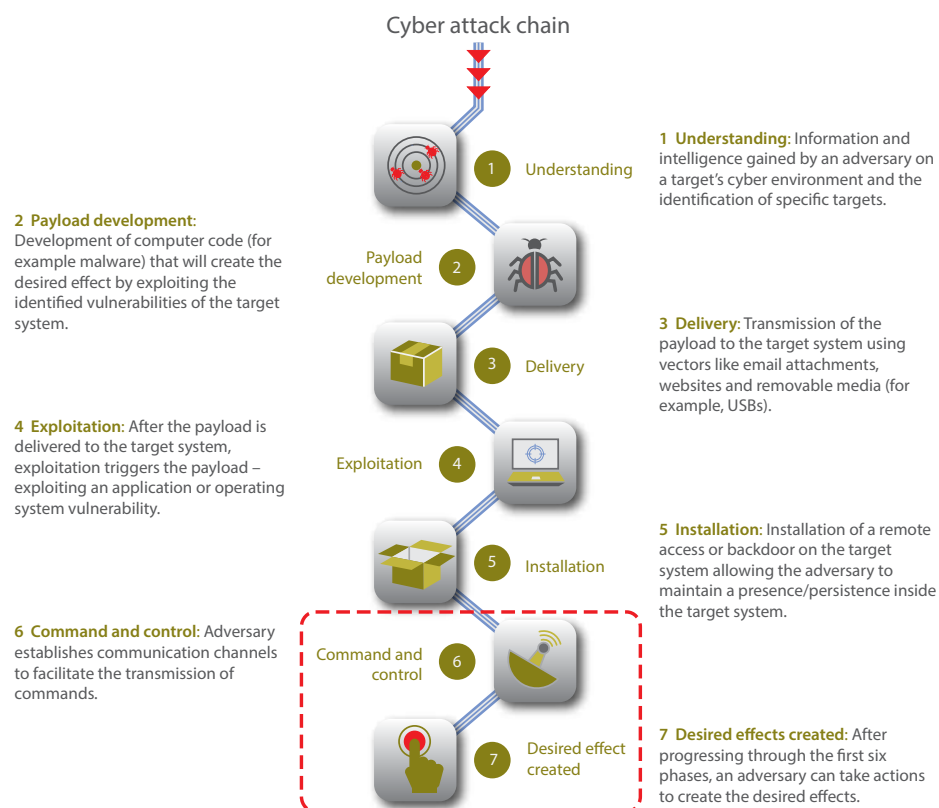 Cyber attack chain
1 Understanding
1 Understanding: Information and
intelligence gained by an adversary on
a target's cyber environment and the
identification of specific targets.
2 Payload development:
Development of computer code (for
example malware) that will create the
desired effect by exploiting the
identified vulnerabilities of the target
system.
Payload
development
2
3 Delivery
3 Delivery: Transmission of the
payload to the target system using
vectors like email attachments,
websites and removable media (for
example, USBs).
4 Exploitation: After the payload is
delivered to the target system,
exploitation triggers the payload –
exploiting an application or operating
system vulnerability.
Exploitation 4
5 Installation
5 Installation: Installation of a remote
access or backdoor on the target
system allowing the adversary to
maintain a presence/persistence inside
the target system.
6 Command and control: Adversary
establishes communication channels
to facilitate the transmission of
commands.
Command and
control
6
7
Desired effect
created
7 Desired effects created: After
progressing through the first six
phases, an adversary can take actions
to create the desired effects.